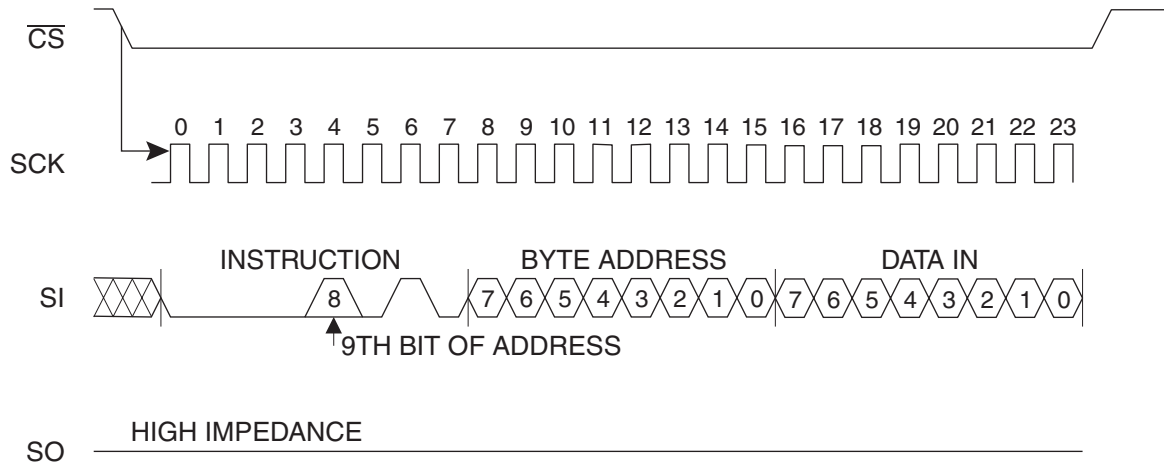 CS
0 1 2 3 4 5 6 7 8 9 10 11 12 13 14 15 16 17 18 19 20 21 22 23
SCK
INSTRUCTION BYTE ADDRESS DATA IN
SI 8 7 6 5 4 3 2 1 0 7 6 5 4 3 2 1 0
9TH BIT OF ADDRESS
HIGH IMPEDANCE
SO